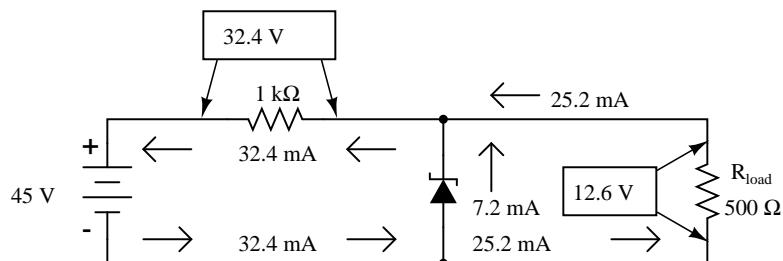 32.4 V
1 kΩ
25.2 mA
+
32.4 mA
45 V
12.6 V
R_load
500 Ω
7.2 mA
-
32.4 mA
25.2 mA